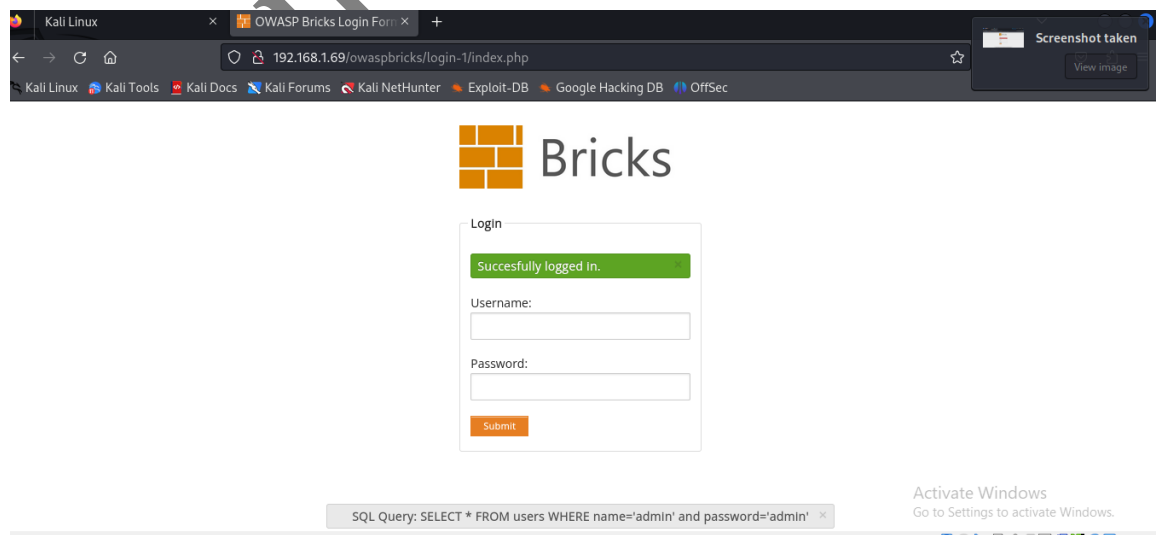 Kali Linux
OWASP Bricks Login Form
Screenshot taken
View image
192.168.1.69/owaspbricks/login-1/index.php
Kali Linux Kali Tools Kali Docs Kali Forums Kali NetHunter Exploit-DB Google Hacking DB OffSec
Bricks
Login
Succesfully logged in.
Username:
Password:
Submit
Activate Windows
Go to Settings to activate Windows.
SQL Query: SELECT * FROM users WHERE name='admin' and password='admin'